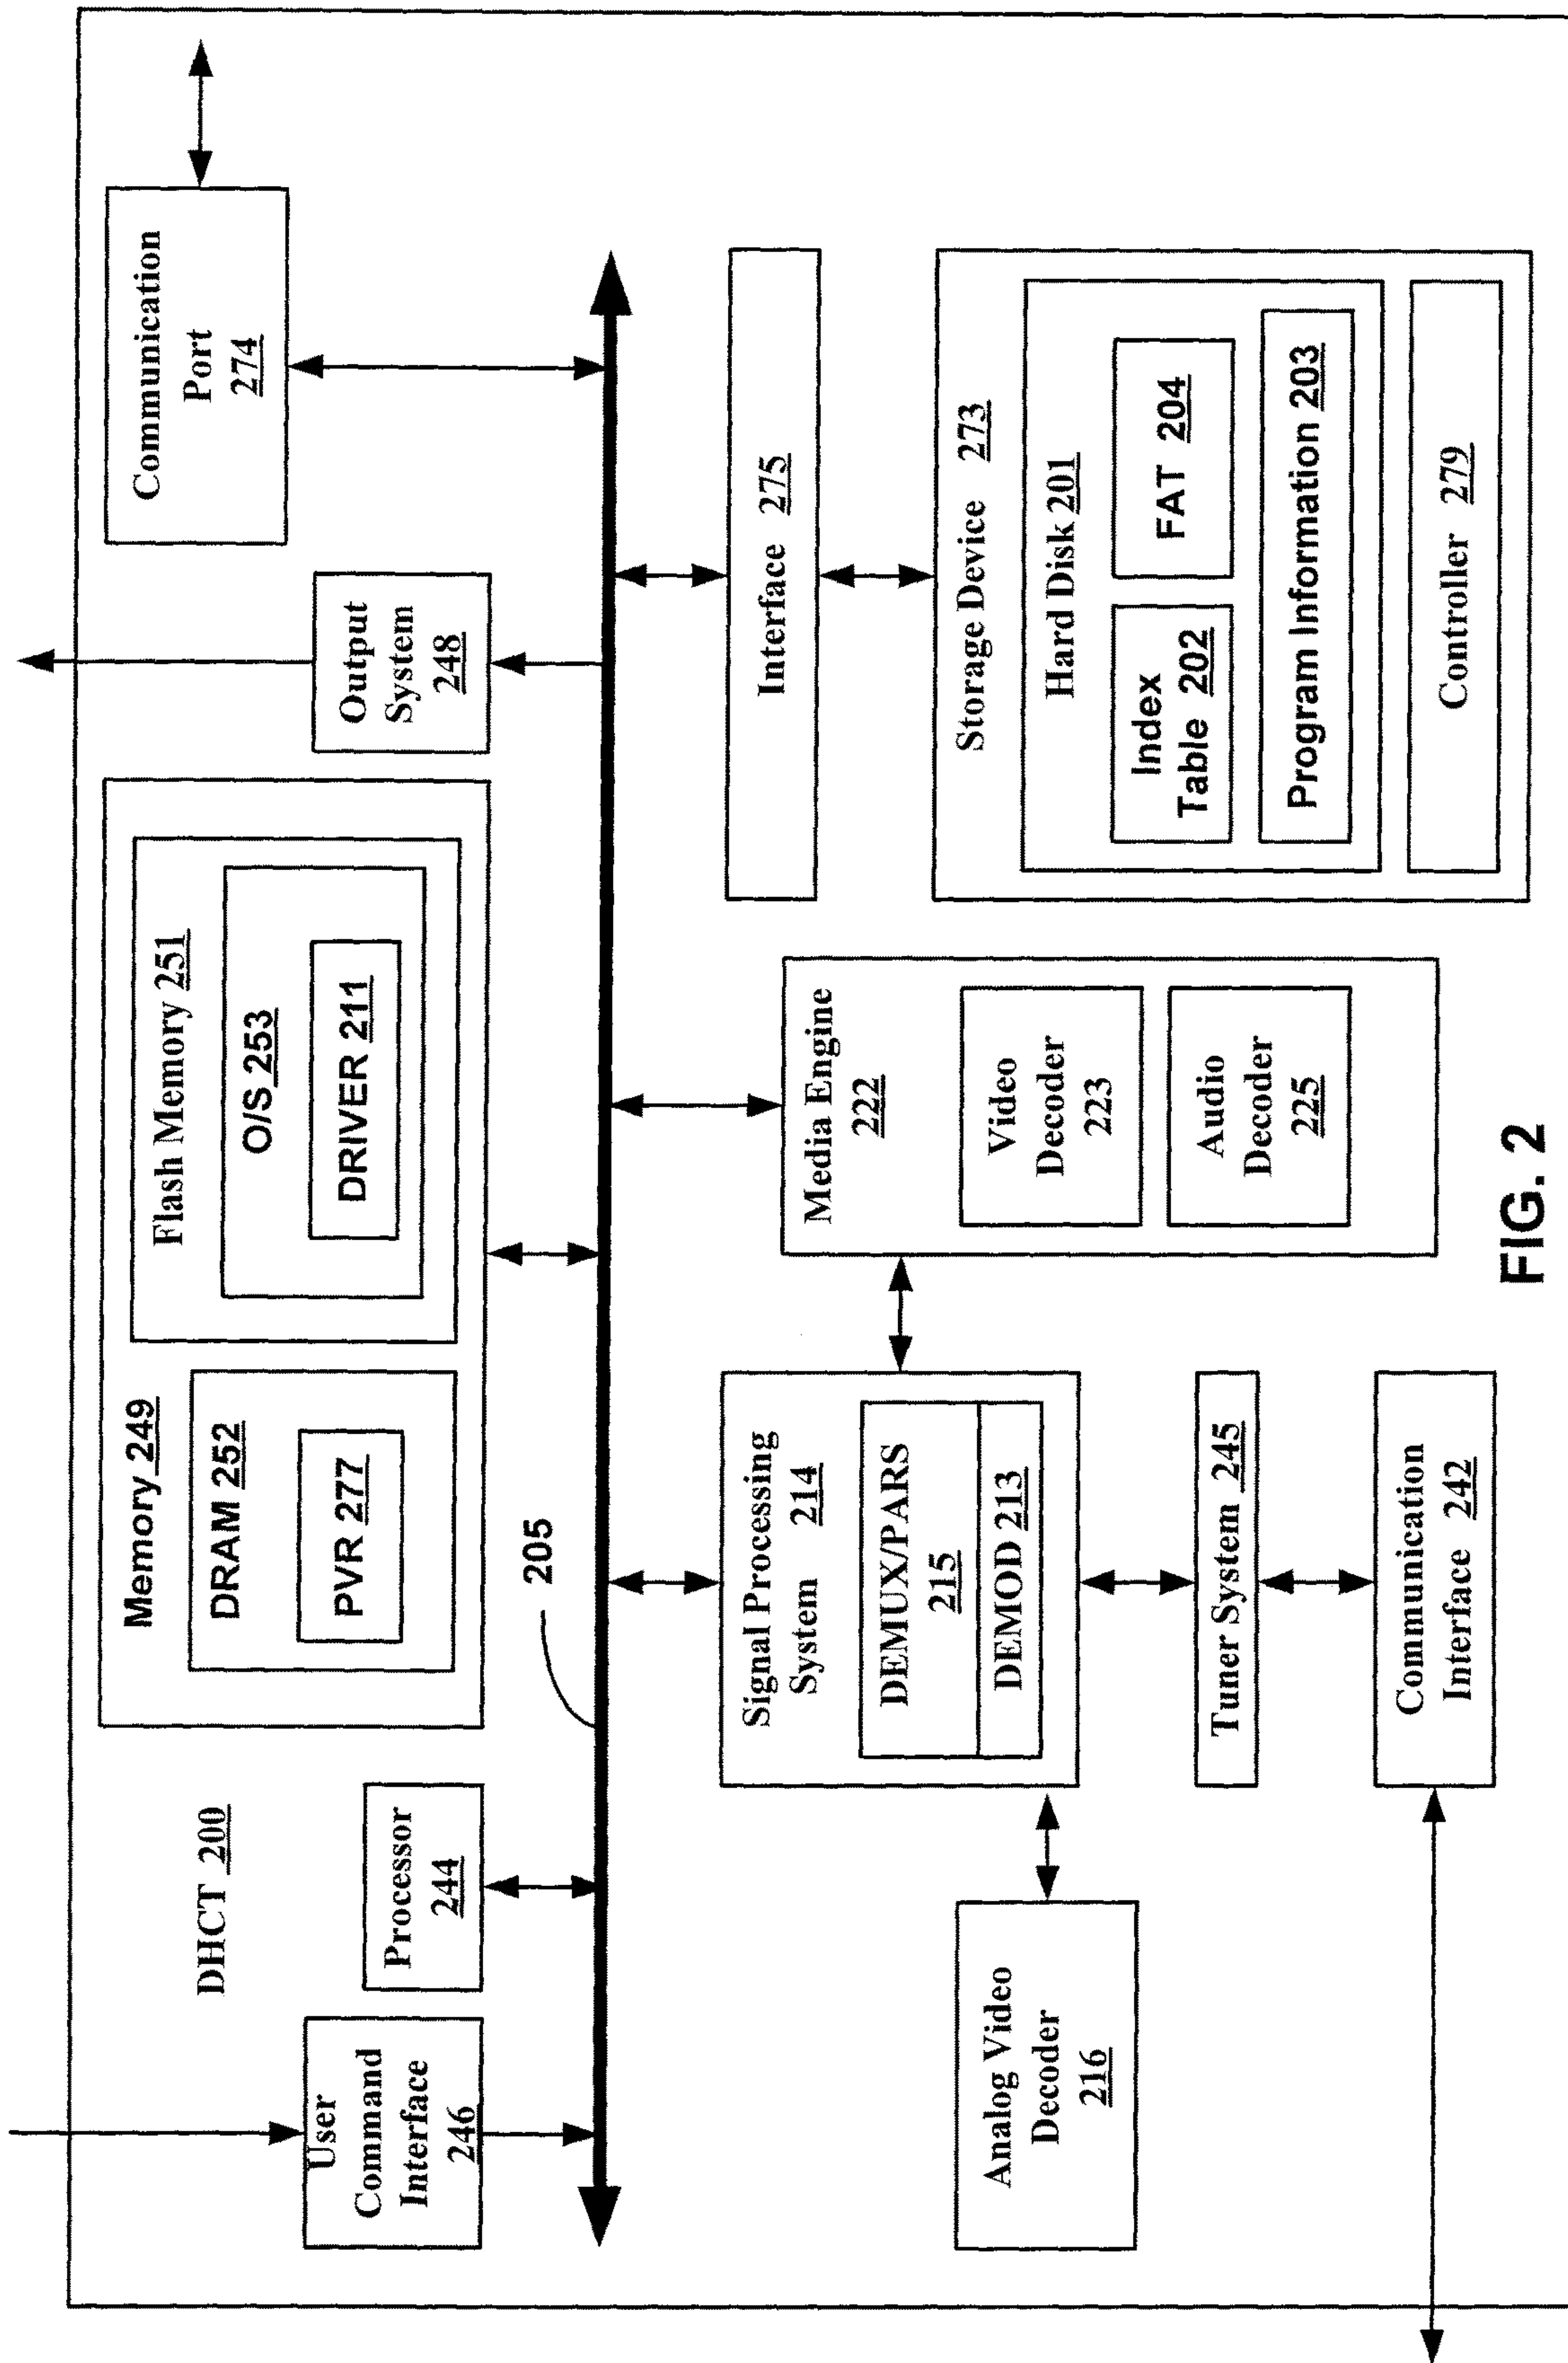 DHCT 200
User
Command
Interface
246
Processor
244
Memory 249
DRAM 252
PVR 277
Flash Memory 251
O/S 253
DRIVER 211
Output
System
248
Communication
Port
274
205
Signal Processing
System 214
DEMUX/PARS
215
DEMOD 213
Tuner System 245
Communication
Interface 242
Analog Video
Decoder
216
Media Engine
222
Video
Decoder
223
Audio
Decoder
225
Interface 275
Storage Device 273
Hard Disk 201
Index
Table 202
FAT 204
Program Information 203
Controller 279
FIG. 2